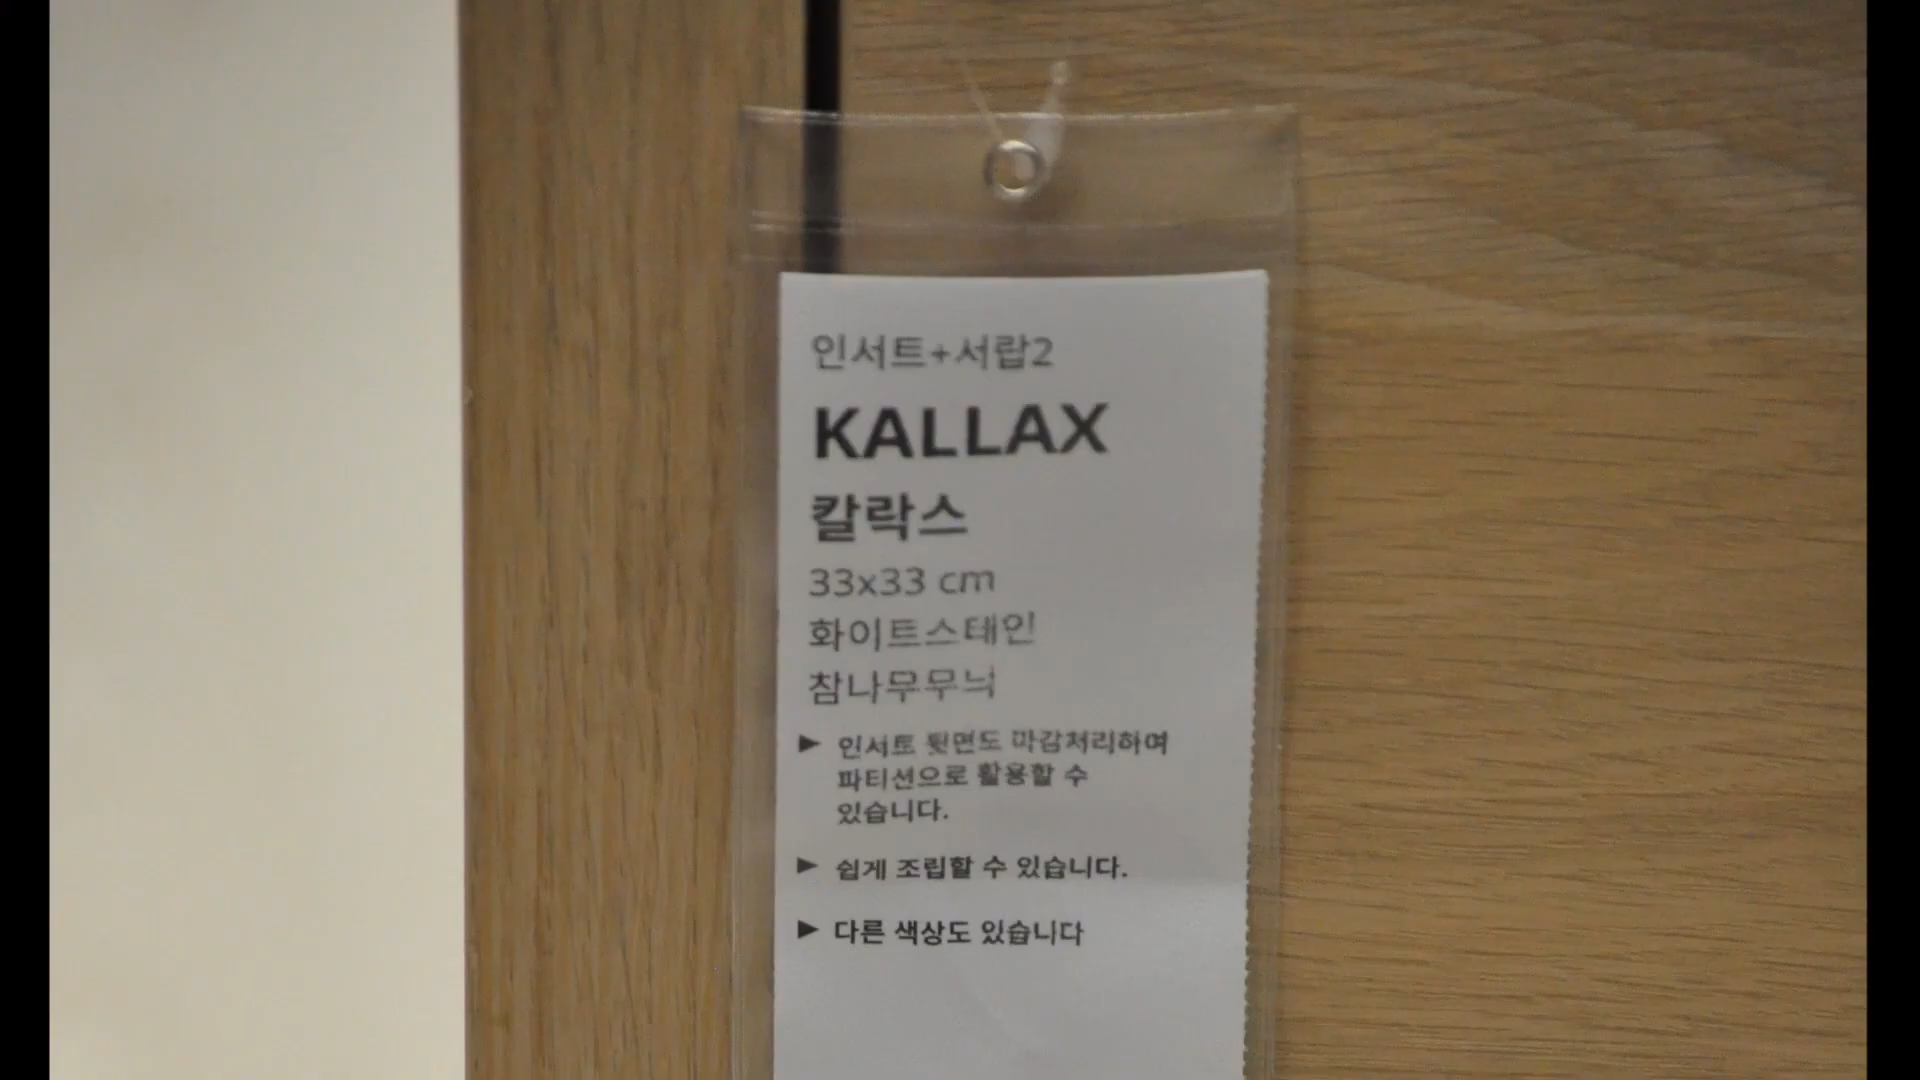 인서트+서랍2
KALLAX
칼락스
33x33 cm
화이트스테인
참나무무늬
▶ 인서트 뒷면도 마감처리하여
파티션으로 활용할 수
있습니다.
▶ 쉽게 조립할 수 있습니다.
▶ 다른 색상도 있습니다